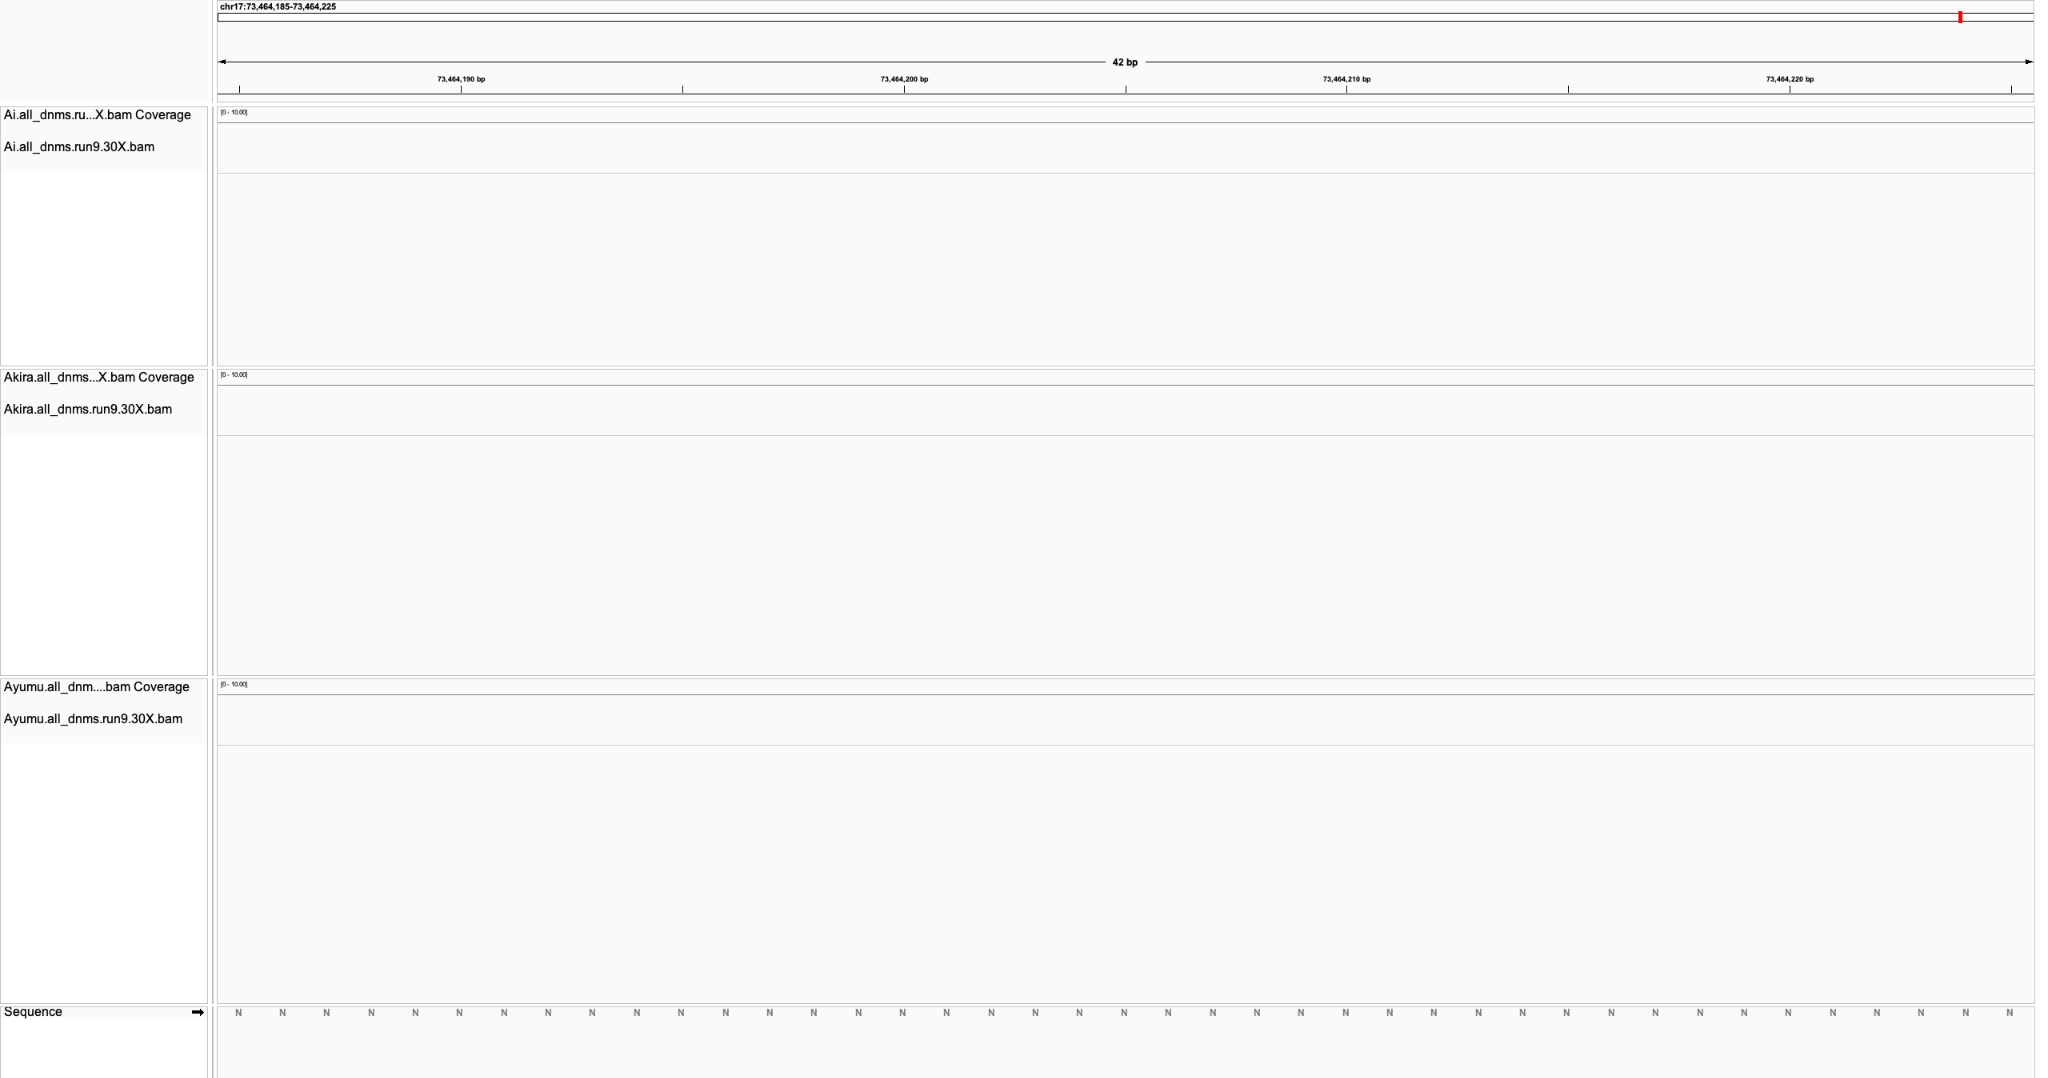 chr17:73,464,185-73,464,225
42 bp
73,464,190 bp 73,464,200 bp 73,464,210 bp 73,464,220 bp
Ai.all_dnms.ru...X.bam Coverage
[0 - 10.00]
Ai.all_dnms.run9.30X.bam
Akira.all_dnms...X.bam Coverage
[0 - 10.00]
Akira.all_dnms.run9.30X.bam
Ayumu.all_dnm....bam Coverage
[0 - 10.00]
Ayumu.all_dnms.run9.30X.bam
Sequence N N N N N N N N N N N N N N N N N N N N N N N N N N N N N N N N N N N N N N N N N